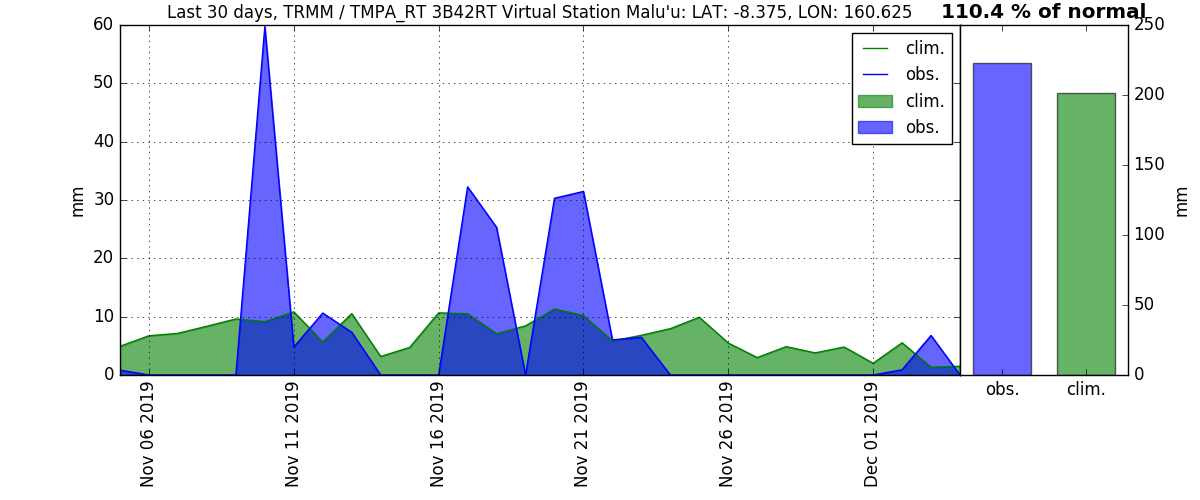 Last 30 days, TRMM / TMPA_RT 3B42RT Virtual Station Malu'u: LAT: -8.375, LON: 160.625
110.4 % of normal
60
50
40
30
20
10
0
mm
clim.
obs.
clim.
obs.
250
200
150
100
50
0
mm
Nov 06 2019
Nov 11 2019
Nov 16 2019
Nov 21 2019
Nov 26 2019
Dec 01 2019
obs.
clim.